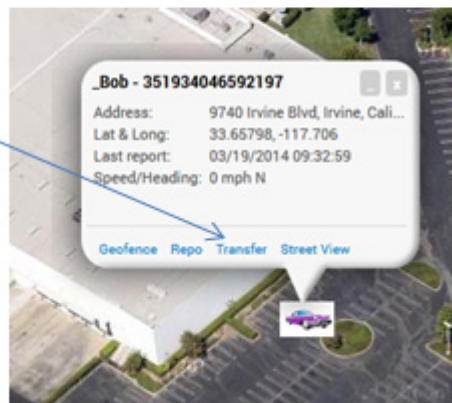 _Bob - 351934046592197
Address: 9740 Irvine Blvd, Irvine, Cali...
Lat & Long: 33.65798, -117.706
Last report: 03/19/2014 09:32:59
Speed/Heading: 0 mph N
Geofence Repo Transfer Street View